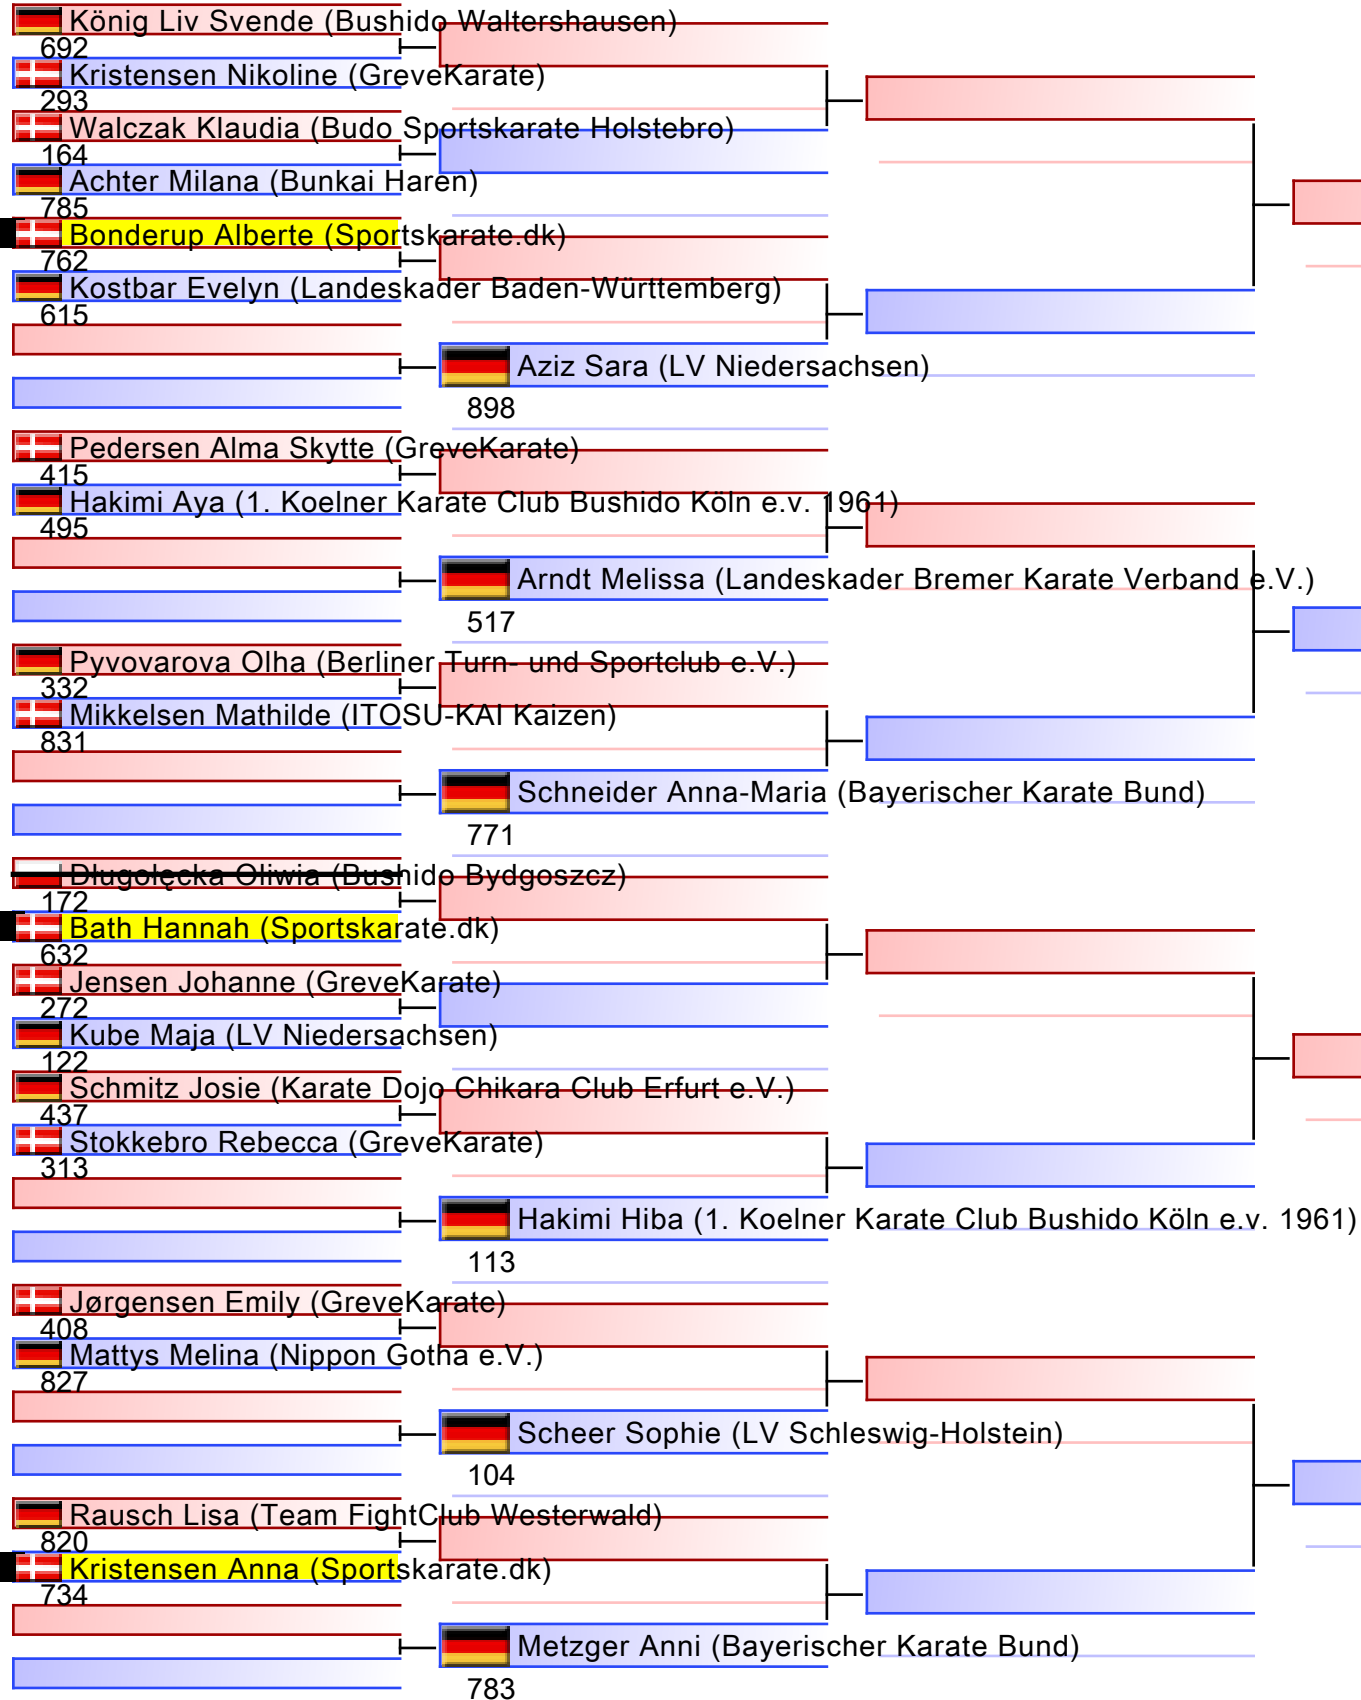 König Liv Svende (Bushido Waltershausen)
692
Kristensen Nikoline (GreveKarate)
293
Walczak Klaudia (Budo Sportskarate Holstebro)
164
Achter Milana (Bunkai Haren)
785
Bonderup Alberte (Sportskarate.dk)
762
Kostbar Evelyn (Landeskader Baden-Württemberg)
615
Aziz Sara (LV Niedersachsen)
898
Pedersen Alma Skytte (GreveKarate)
415
Hakimi Aya (1. Koelner Karate Club Bushido Köln e.v. 1961)
495
Arndt Melissa (Landeskader Bremer Karate Verband e.V.)
517
Pyvovarova Olha (Berliner Turn- und Sportclub e.V.)
332
Mikkelsen Mathilde (ITOSU-KAI Kaizen)
831
Schneider Anna-Maria (Bayerischer Karate Bund)
771
Długołęcka Oliwia (Bushido Bydgoszcz)
172
Bath Hannah (Sportskarate.dk)
632
Jensen Johanne (GreveKarate)
272
Kube Maja (LV Niedersachsen)
122
Schmitz Josie (Karate Dojo Chikara Club Erfurt e.V.)
437
Stokkebro Rebecca (GreveKarate)
313
Hakimi Hiba (1. Koelner Karate Club Bushido Köln e.v. 1961)
113
Jørgensen Emily (GreveKarate)
408
Mattys Melina (Nippon Gotha e.V.)
827
Scheer Sophie (LV Schleswig-Holstein)
104
Rausch Lisa (Team FightClub Westerwald)
820
Kristensen Anna (Sportskarate.dk)
734
Metzger Anni (Bayerischer Karate Bund)
783